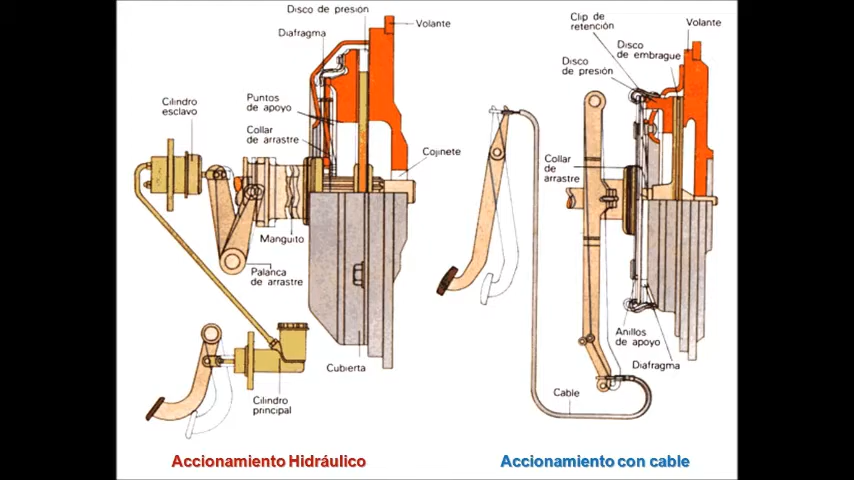 Disco de presión
Volante
Diafragma
Puntos
de apoyo
Cilindro
esclavo
Collar
de arrastre
Cojinete
Manguito
Palanca
de arrastre
Cubierta
Cilindro
principal
Accionamiento Hidráulico
Clip de
retención
Volante
Disco
de embrague
Disco
de presión
Collar
de
arrastre
Anillos
de apoyo
Diafragma
Cable
Accionamiento con cable